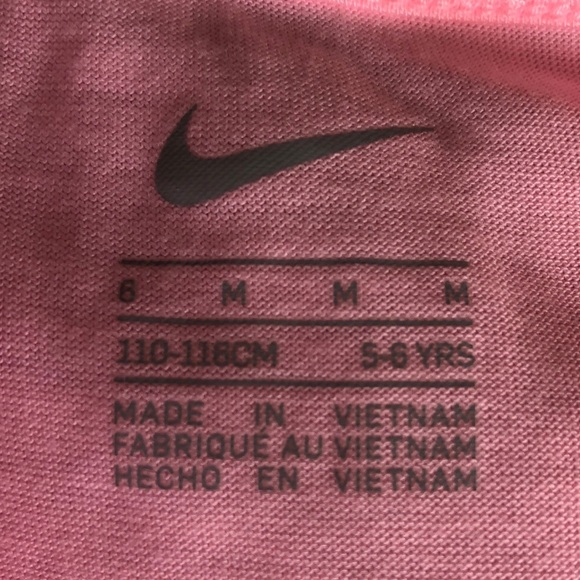 6 M M M
110-116CM 5-6 YRS
MADE IN VIETNAM
FABRIQUÉ AU VIETNAM
HECHO EN VIETNAM